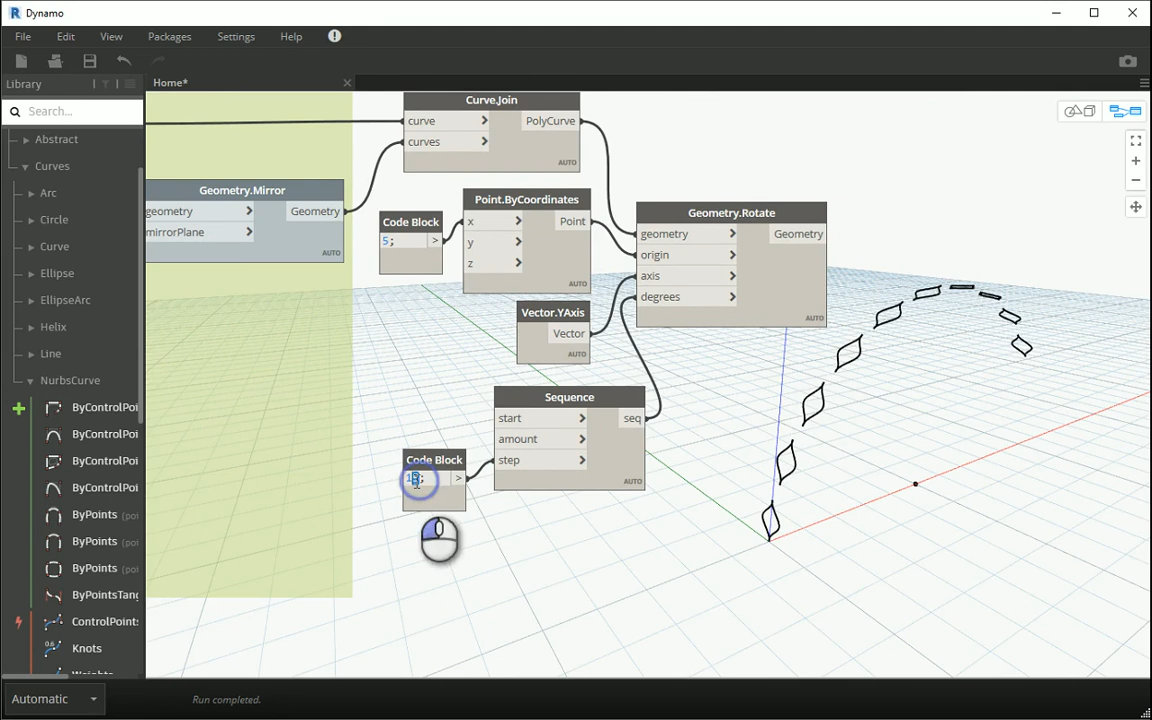 Dynamo
File Edit View Packages Settings Help
Library
Home*
Search...
Abstract
Curves
Arc
Circle
Curve
Ellipse
EllipseArc
Helix
Line
NurbsCurve
ByControlPoi
ByControlPoi
ByControlPoi
ByControlPoi
ByPoints (poi
ByPoints (poi
ByPoints (poi
ByPointsTang
ControlPoints
Knots
Curve.Join
curve > PolyCurve
curves >
AUTO
Geometry.Mirror
geometry > Geometry
mirrorPlane >
AUTO
Code Block
5; >
Point.ByCoordinates
x > Point
y >
z >
AUTO
Geometry.Rotate
geometry > Geometry
origin >
axis >
degrees >
AUTO
Vector.YAxis
Vector
AUTO
Sequence
start > seq
amount >
step >
AUTO
Code Block
Automatic
Run completed.